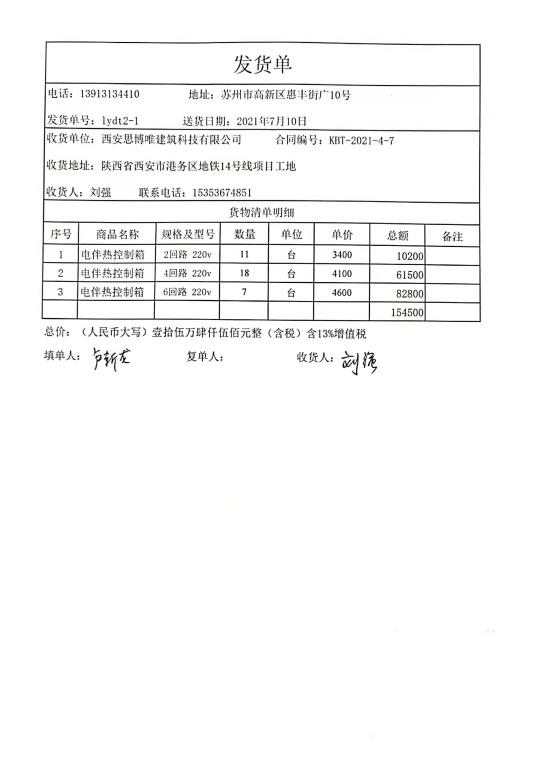 发货单
电话：13913134410 地址：苏州市高新区惠丰街广10号
发货单号：lydt2-1 送货日期：2021年7月10日
收货单位：西安思博唯建筑科技有限公司 合同编号：KBT-2021-4-7
收货地址：陕西省西安市港务区地铁14号线项目工地
收货人：刘强 联系电话：15353674851
货物清单明细
序号 商品名称 规格及型号 数量 单位 单价 总额 备注
1 电伴热控制箱 2回路 220v 11 台 3400 10200
2 电伴热控制箱 4回路 220v 18 台 4100 61500
3 电伴热控制箱 6回路 220v 7 台 4600 82800
154500
总价：（人民币大写）壹拾伍万肆仟伍佰元整（含税）含13%增值税
填单人： 复单人： 收货人：刘强